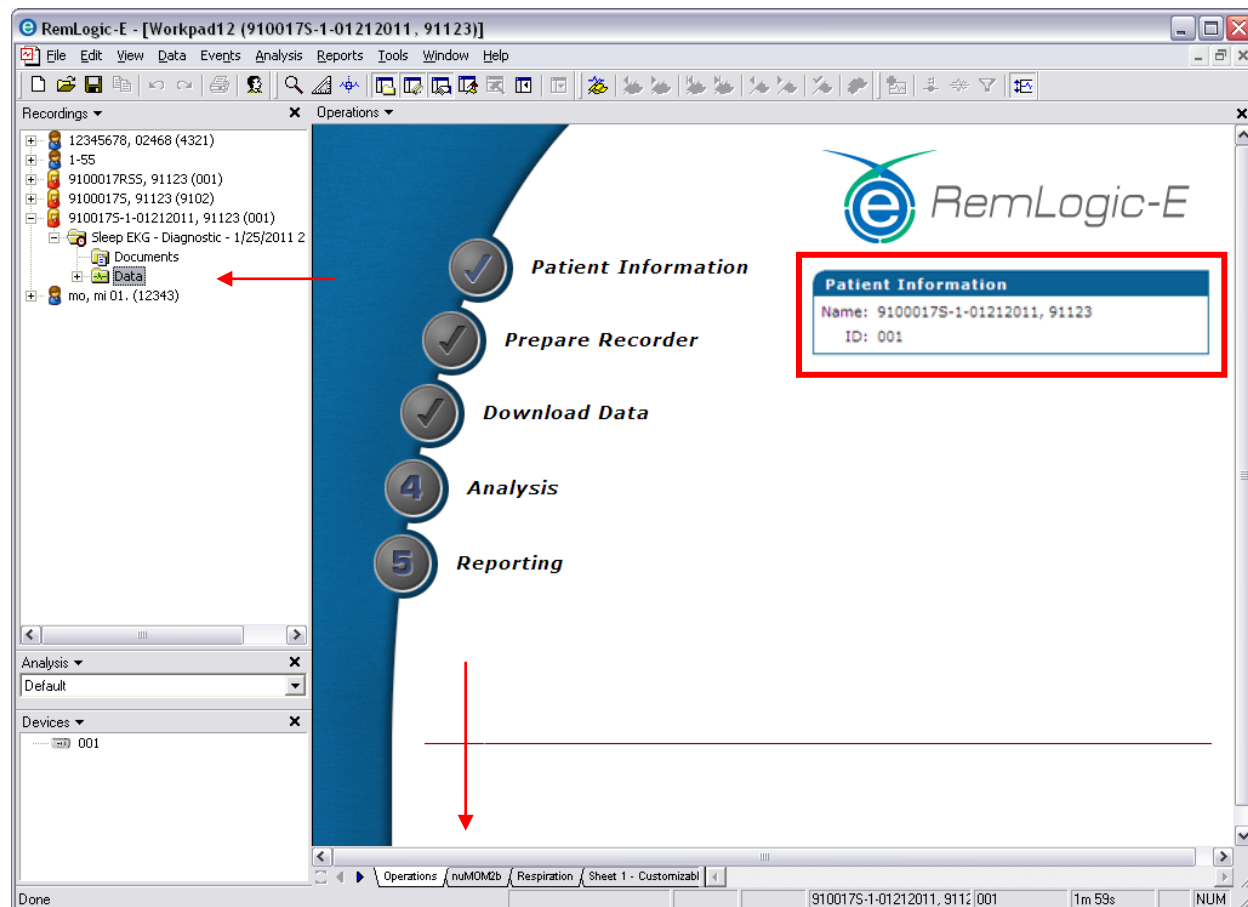 RemLogic-E - [Workpad12 (910017S-1-01212011, 91123)]
File Edit View Data Events Analysis Reports Tools Window Help
Recordings
Operations
12345678, 02468 (4321)
1-55
9100017RSS, 91123 (001)
9100017S, 91123 (9102)
910017S-1-01212011, 91123 (001)
Sleep EKG - Diagnostic - 1/25/2011 2
Documents
Data
mo, mi 01. (12343)
Analysis
Default
Devices
001
RemLogic-E
Patient Information
Name: 9100017S-1-01212011, 91123
ID: 001
Patient Information
Prepare Recorder
Download Data
4 Analysis
5 Reporting
Operations nuMOM2b Respiration Sheet 1 - Customizabl
Done 910017S-1-01212011, 9112 001 1m 59s NUM